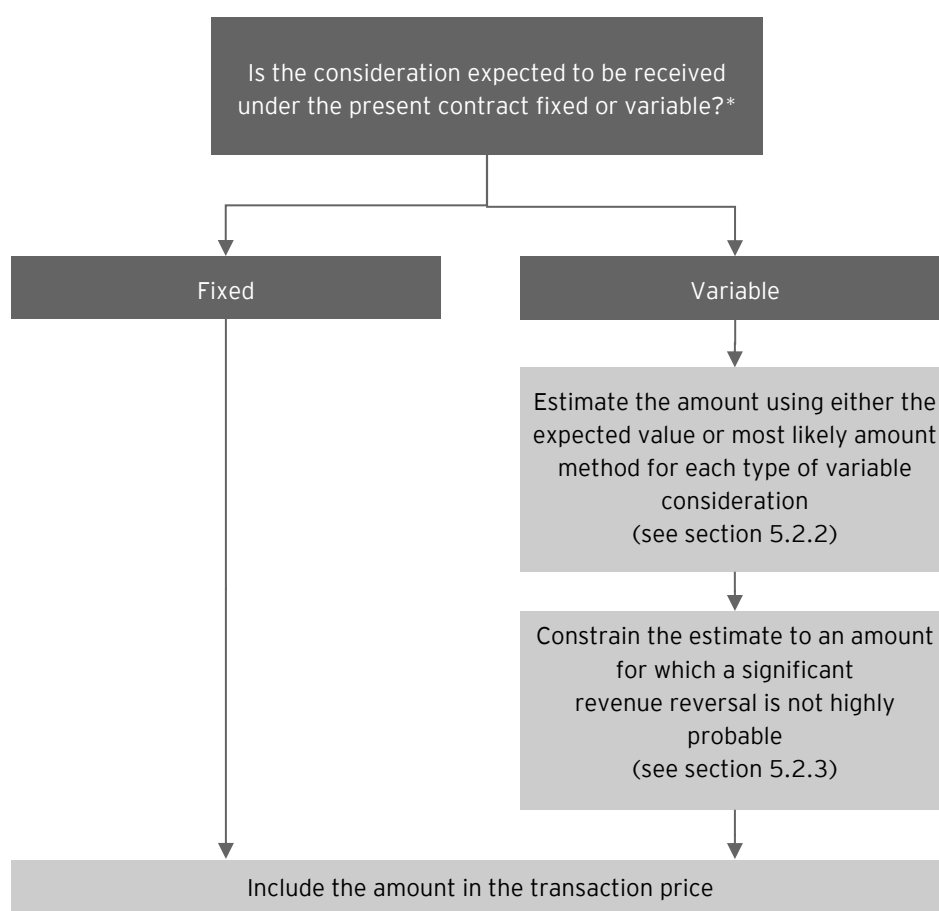 Is the consideration expected to be received
under the present contract fixed or variable?*
Fixed
Variable
Estimate the amount using either the
expected value or most likely amount
method for each type of variable
consideration
(see section 5.2.2)
Constrain the estimate to an amount
for which a significant
revenue reversal is not highly
probable
(see section 5.2.3)
Include the amount in the transaction price